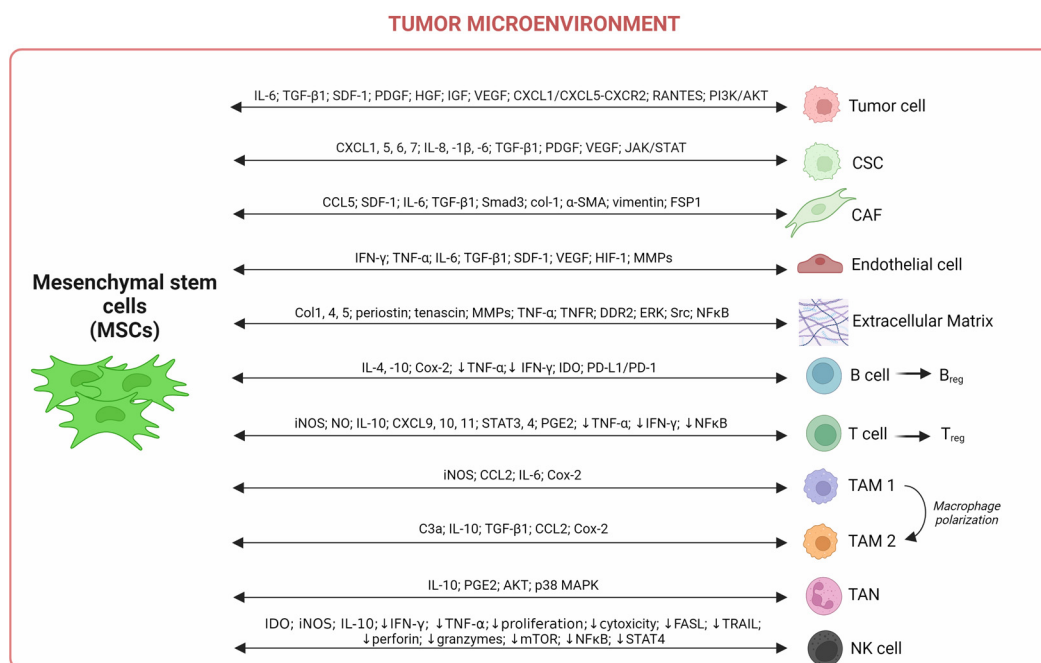 TUMOR MICROENVIRONMENT
IL-6; TGF-β1; SDF-1; PDGF; HGF; IGF; VEGF; CXCL1/CXCL5-CXCR2; RANTES; PI3K/AKT
Tumor cell
CXCL1, 5, 6, 7; IL-8, -1β, -6; TGF-β1; PDGF; VEGF; JAK/STAT
CSC
CCL5; SDF-1; IL-6; TGF-β1; Smad3; col-1; α-SMA; vimentin; FSP1
CAF
IFN-γ; TNF-α; IL-6; TGF-β1; SDF-1; VEGF; HIF-1; MMPs
Endothelial cell
Mesenchymal stem
cells
(MSCs)
Col1, 4, 5; periostin; tenascin; MMPs; TNF-α; TNFR; DDR2; ERK; Src; NFκB
Extracellular Matrix
IL-4, -10; Cox-2; ↓TNF-α;↓ IFN-γ; IDO; PD-L1/PD-1
B cell → Breg
iNOS; NO; IL-10; CXCL9, 10, 11; STAT3, 4; PGE2; ↓TNF-α; ↓IFN-γ; ↓NFκB
T cell → Treg
iNOS; CCL2; IL-6; Cox-2
TAM 1
Macrophage
polarization
C3a; IL-10; TGF-β1; CCL2; Cox-2
TAM 2
IL-10; PGE2; AKT; p38 MAPK
TAN
IDO; iNOS; IL-10;↓IFN-γ; ↓TNF-α;↓proliferation;↓cytoxicity; ↓FASL; ↓TRAIL;
↓perforin; ↓granzymes; ↓mTOR; ↓NFκB; ↓STAT4
NK cell